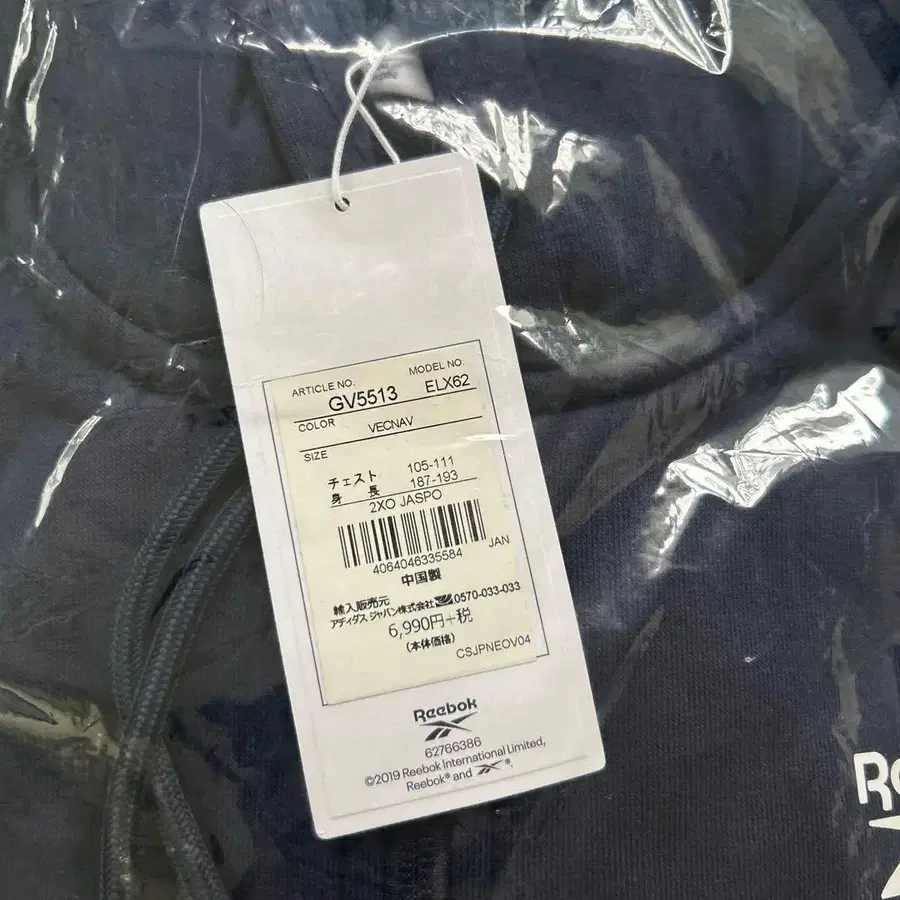 ARTICLE NO. MODEL NO.
GV5513 ELX62
COLOR VECNAV
SIZE
チェスト 105-111
身 長 187-193
2XO JASPO
JAN
4064046335584
中国製
輸入販売元
アディダス ジャパン株式会社 0570-033-033
6,990円+税
(本体価格)
CSJPNEOV04
Reebok
62766386
©2019 Reebok International Limited,
Reebok® and ®.
Re